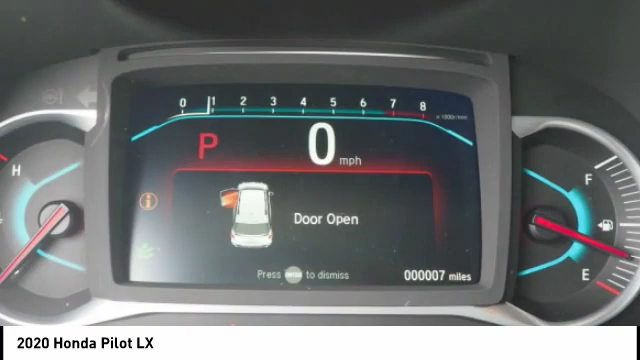 0 1 2 3 4 5 6 7 8
x1000r/min
P 0 mph
H
F
Door Open
E
Press ENTER to dismiss
000007 miles
2020 Honda Pilot LX